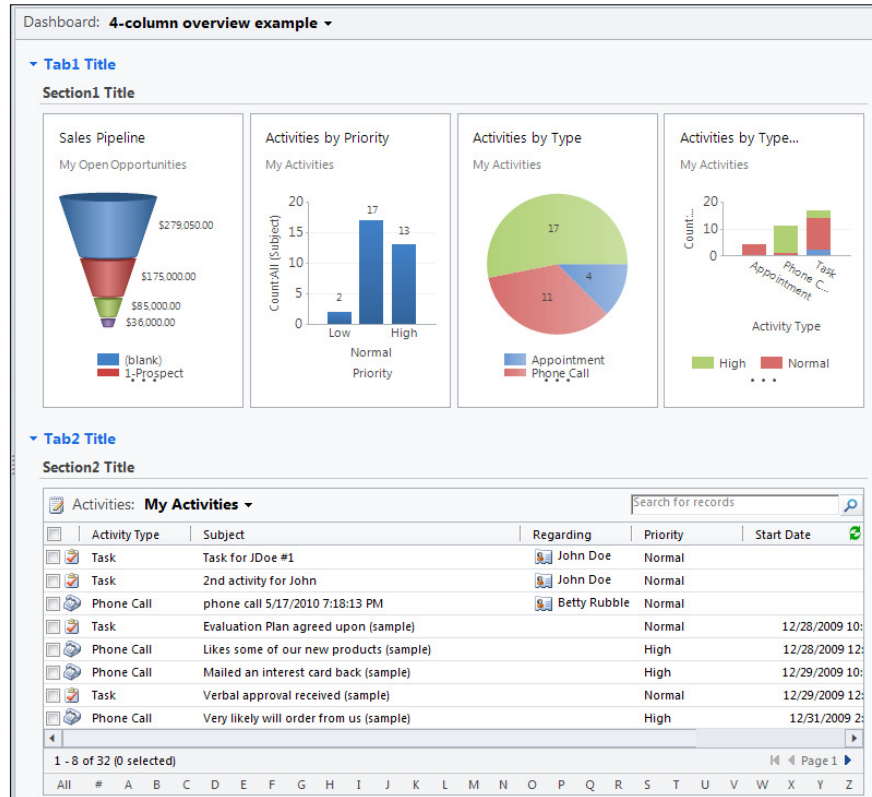 Dashboard: 4-column overview example
Tab1 Title
Section1 Title
Sales Pipeline
My Open Opportunities
$279,050.00
$175,000.00
$85,000.00
$36,000.00
(blank)
1-Prospect
Activities by Priority
My Activities
Count:All (Subject)
20
15
10
5
0
2
17
13
Low
High
Normal
Priority
Activities by Type
My Activities
17
4
11
Appointment
Phone Call
Activities by Type...
My Activities
Count:...
20
10
0
Appointment
Phone C...
Task
Activity Type
High Normal
Tab2 Title
Section2 Title
Activities: My Activities
Search for records
Activity Type Subject Regarding Priority Start Date
Task Task for JDoe #1 John Doe Normal
Task 2nd activity for John John Doe Normal
Phone Call phone call 5/17/2010 7:18:13 PM Betty Rubble Normal
Task Evaluation Plan agreed upon (sample) Normal 12/28/2009 10:
Phone Call Likes some of our new products (sample) High 12/28/2009 12:
Phone Call Mailed an interest card back (sample) High 12/29/2009 10:
Task Verbal approval received (sample) Normal 12/29/2009 12:
Phone Call Very likely will order from us (sample) High 12/31/2009 2:
1 - 8 of 32 (0 selected) Page 1
All # A B C D E F G H I J K L M N O P Q R S T U V W X Y Z